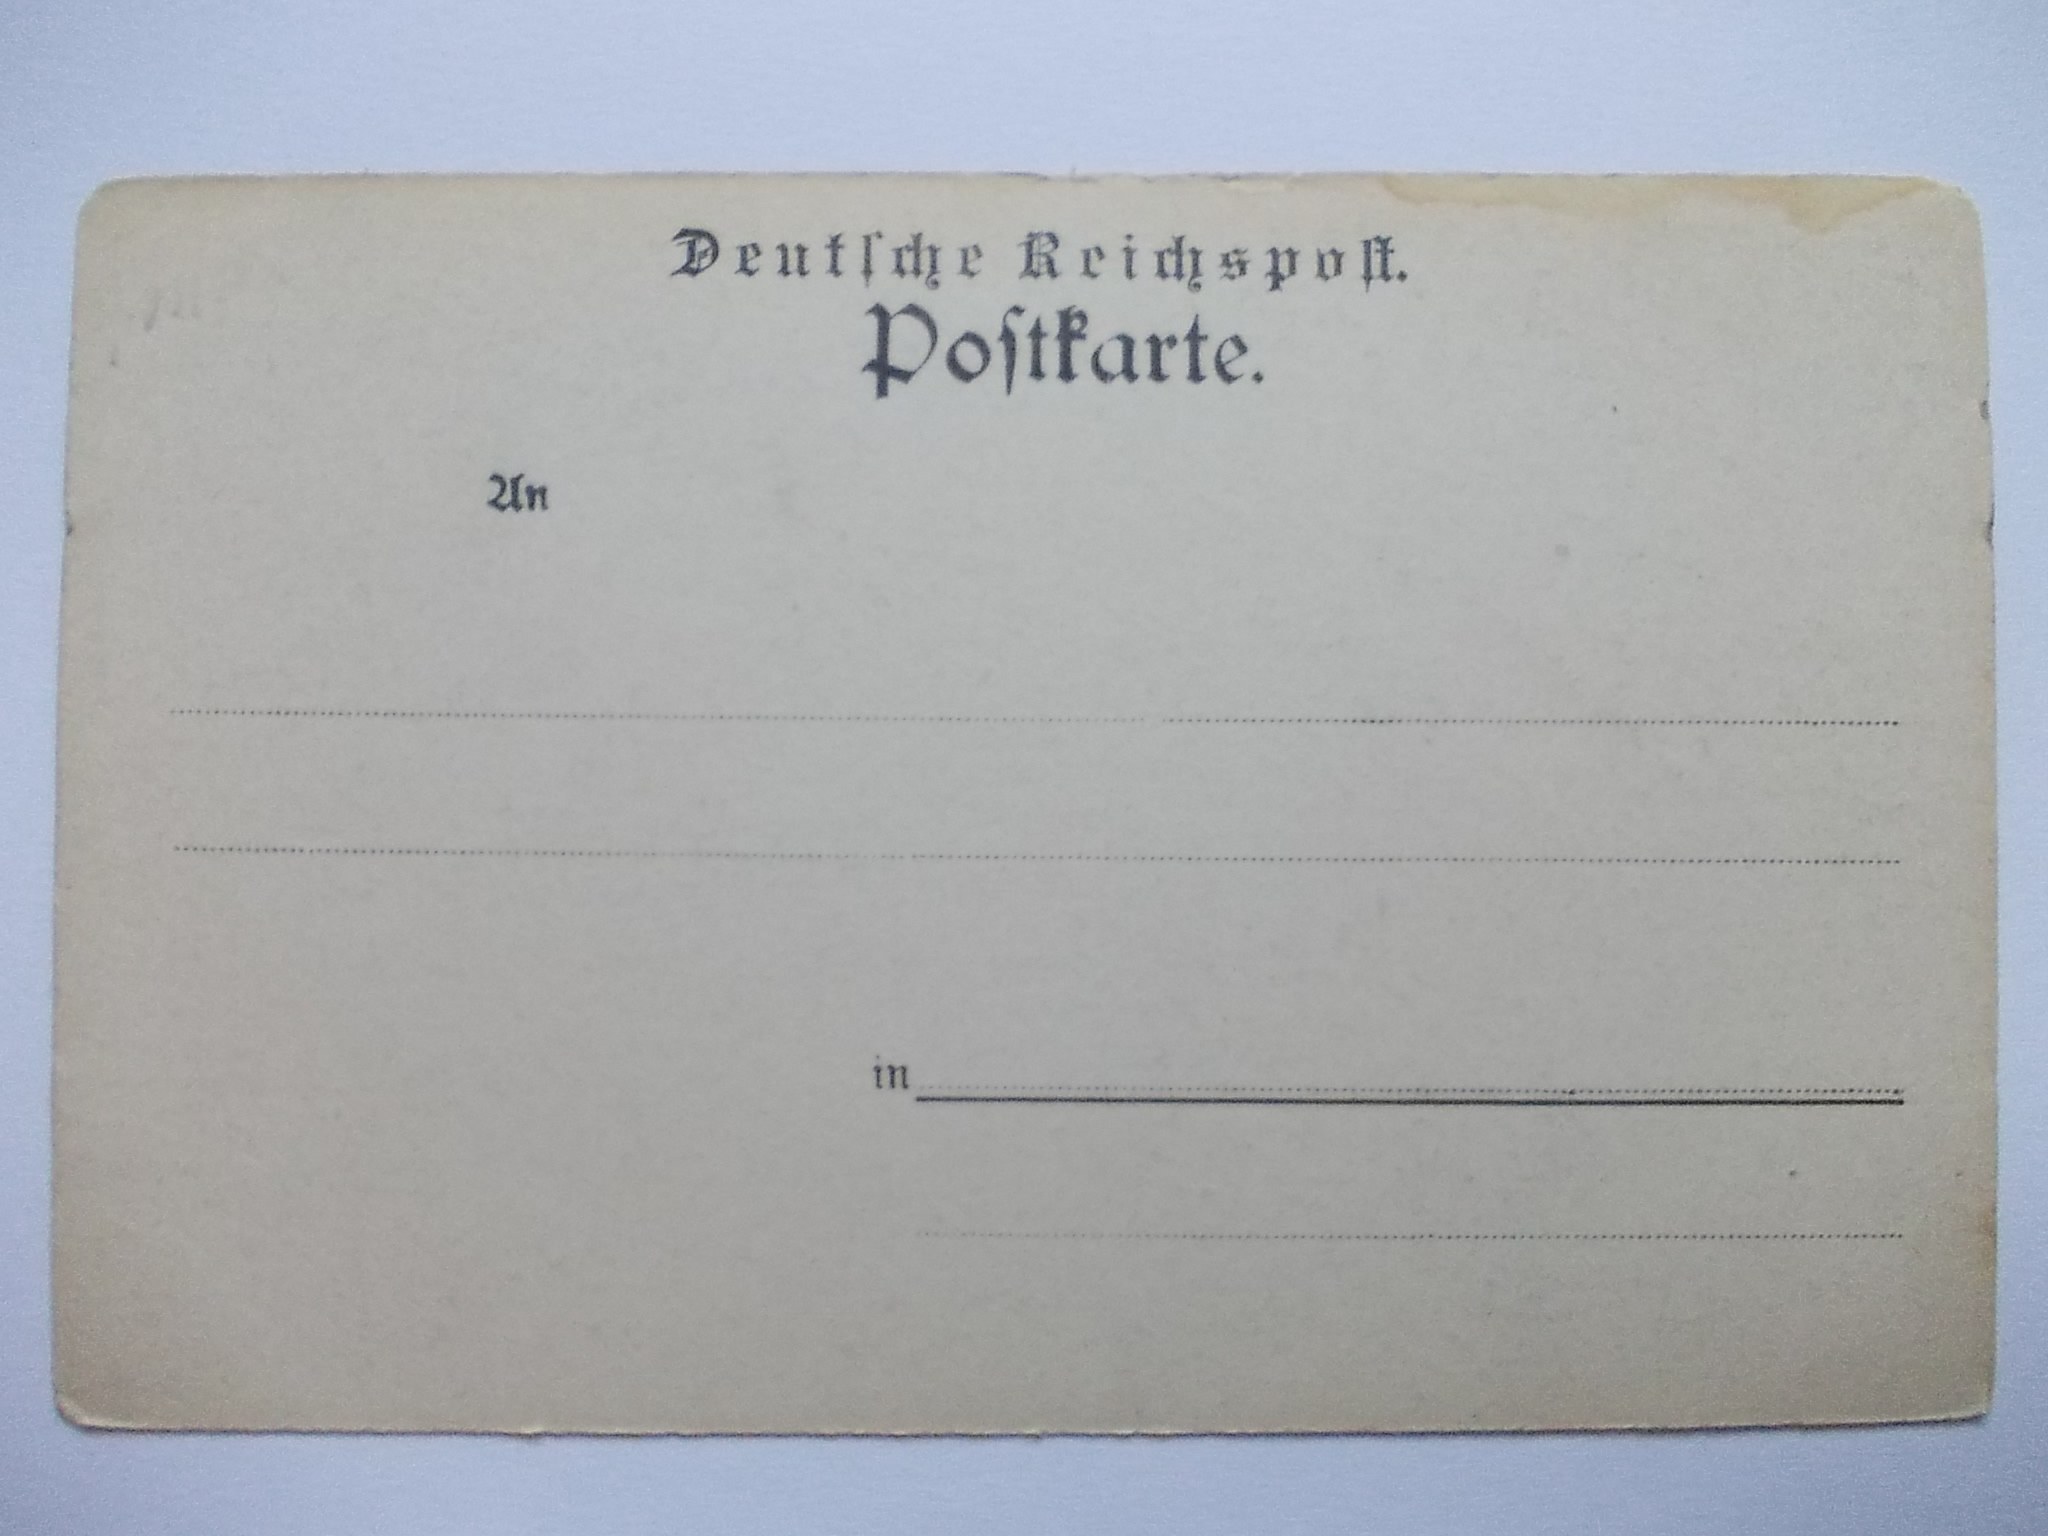 Deutſche Reichspoſt.
Poſtkarte.
An
in